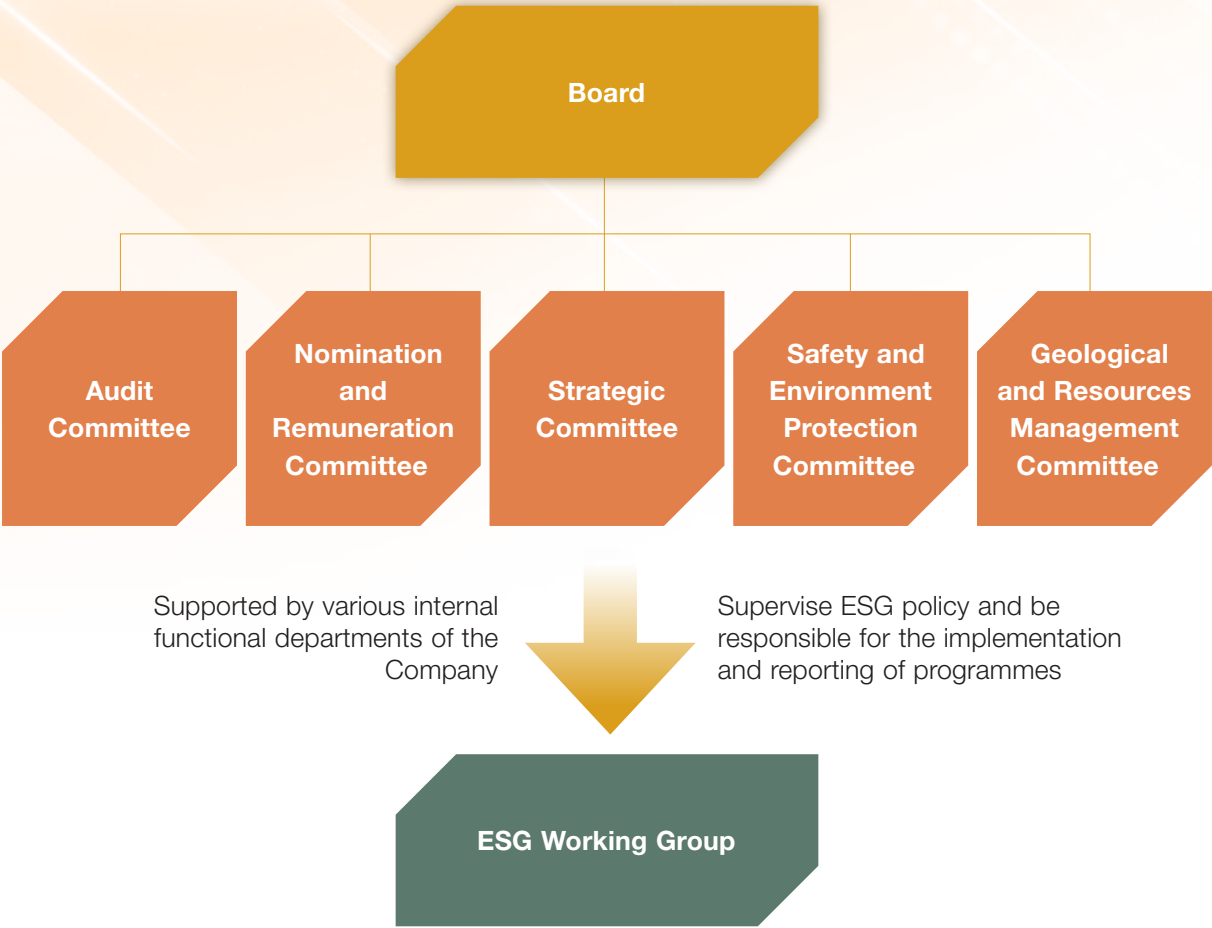 Board
Audit
Committee
Nomination
and
Remuneration
Committee
Strategic
Committee
Safety and
Environment
Protection
Committee
Geological
and Resources
Management
Committee
Supported by various internal
functional departments of the
Company
Supervise ESG policy and be
responsible for the implementation
and reporting of programmes
ESG Working Group